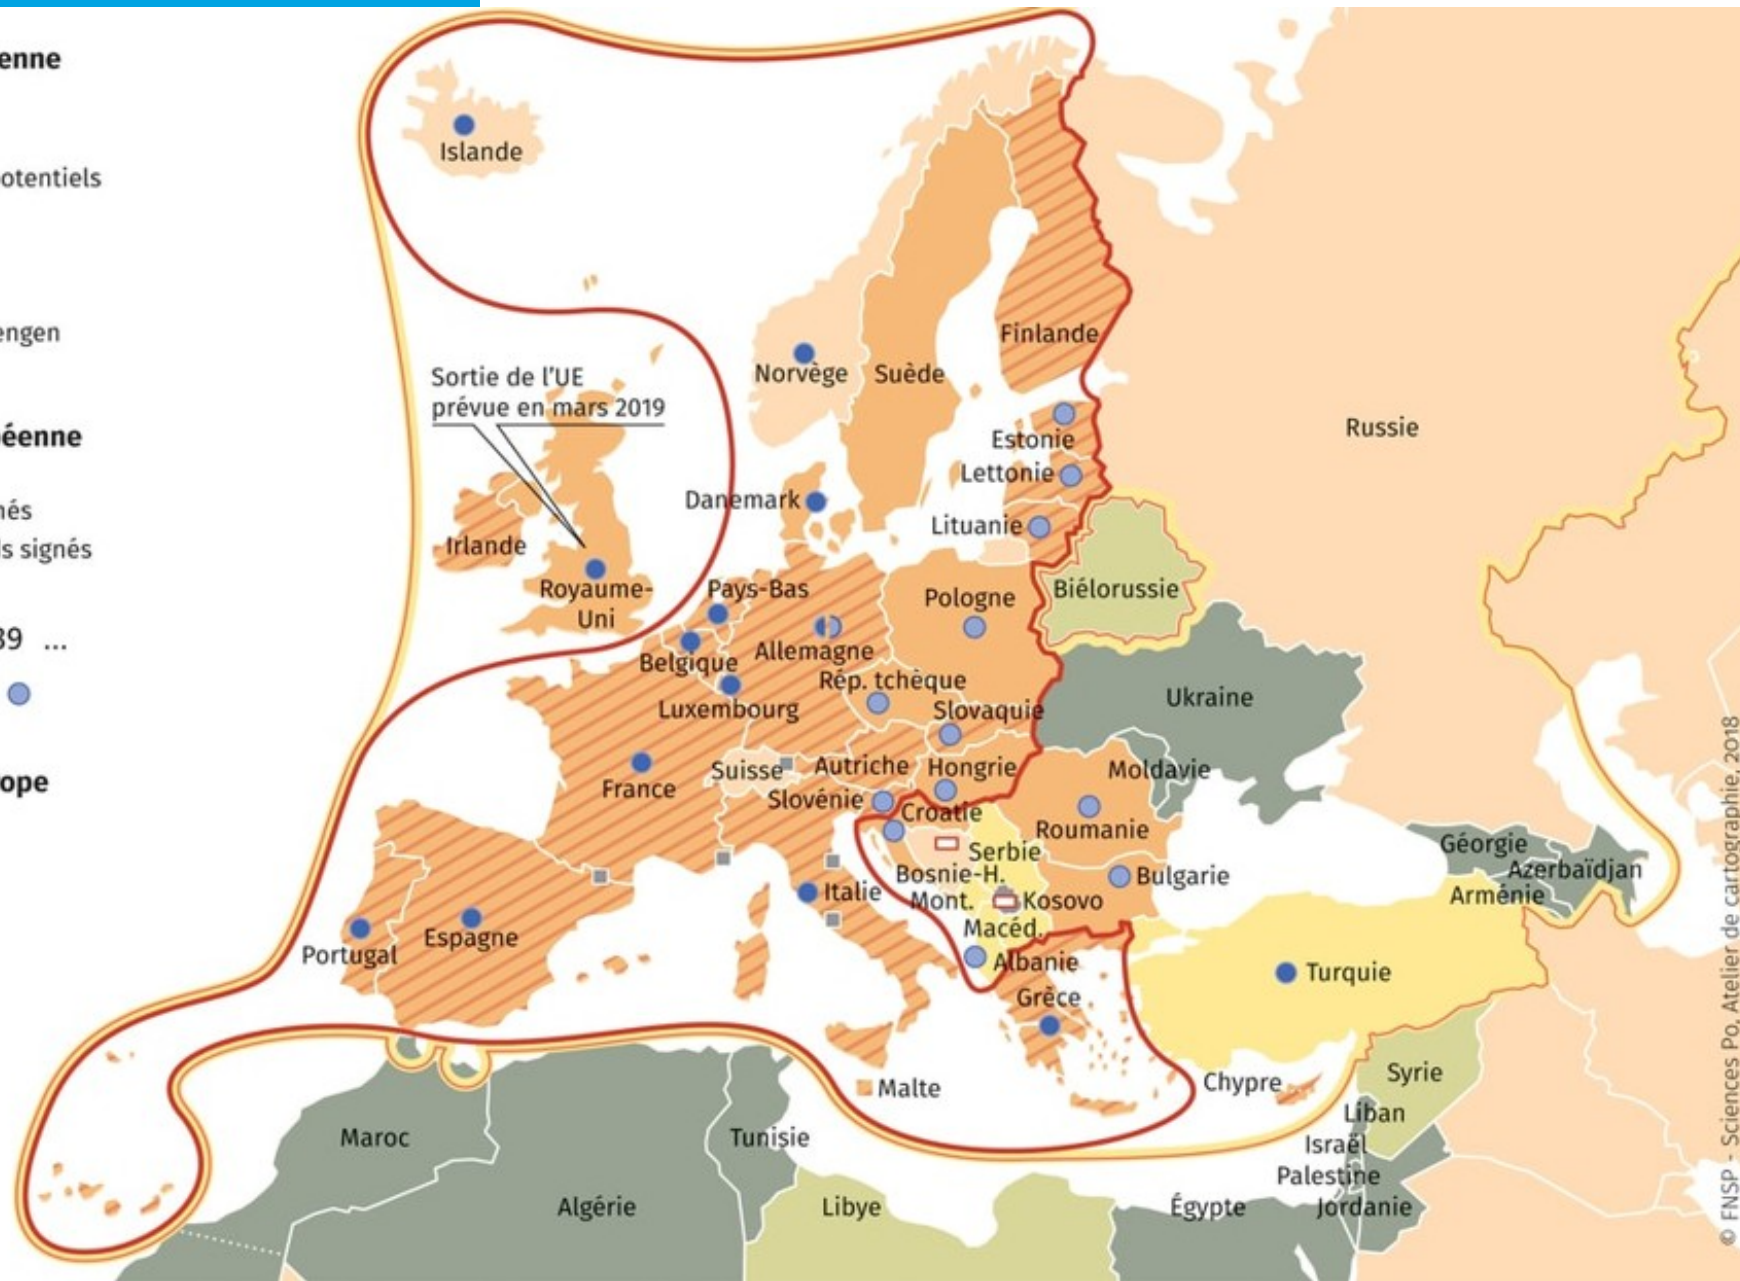 enne
otentiels
engen
éenne
nés
ls signés
39 ...
ope
Islande
Sortie de l'UE
prévue en mars 2019
Norvège
Suède
Finlande
Russie
Estonie
Lettonie
Lituanie
Danemark
Irlande
Royaume-
Uni
Pays-Bas
Belgique
Allemagne
Luxembourg
Pologne
Biélorussie
Rép. tchèque
Slovaquie
Ukraine
France
Suisse
Autriche
Hongrie
Moldavie
Slovénie
Croatie
Roumanie
Serbie
Bosnie-H.
Bulgarie
Géorgie
Azerbaïdjan
Arménie
Mont.
Kosovo
Macéd.
Albanie
Italie
Portugal
Espagne
Grèce
Turquie
Malte
Chypre
Syrie
Liban
Israël
Palestine
Jordanie
Maroc
Tunisie
Algérie
Libye
Égypte
© FNSP - Sciences Po, Atelier de cartographie, 2018